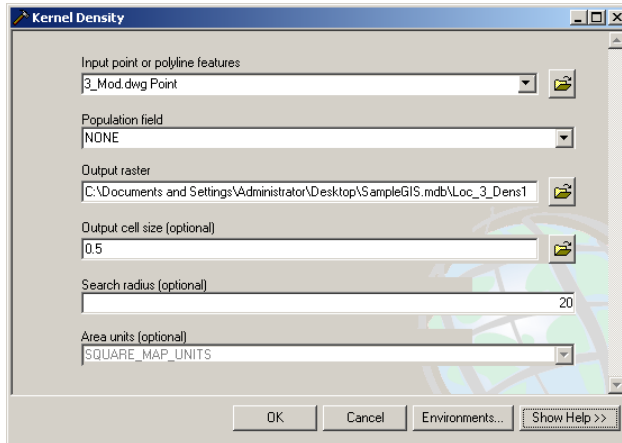 Kernel Density
Input point or polyline features
3_Mod.dwg Point
Population field
NONE
Output raster
C:\Documents and Settings\Administrator\Desktop\SampleGIS.mdb\Loc_3_Dens1
Output cell size (optional)
0.5
Search radius (optional)
20
Area units (optional)
SQUARE_MAP_UNITS
OK Cancel Environments... Show Help >>